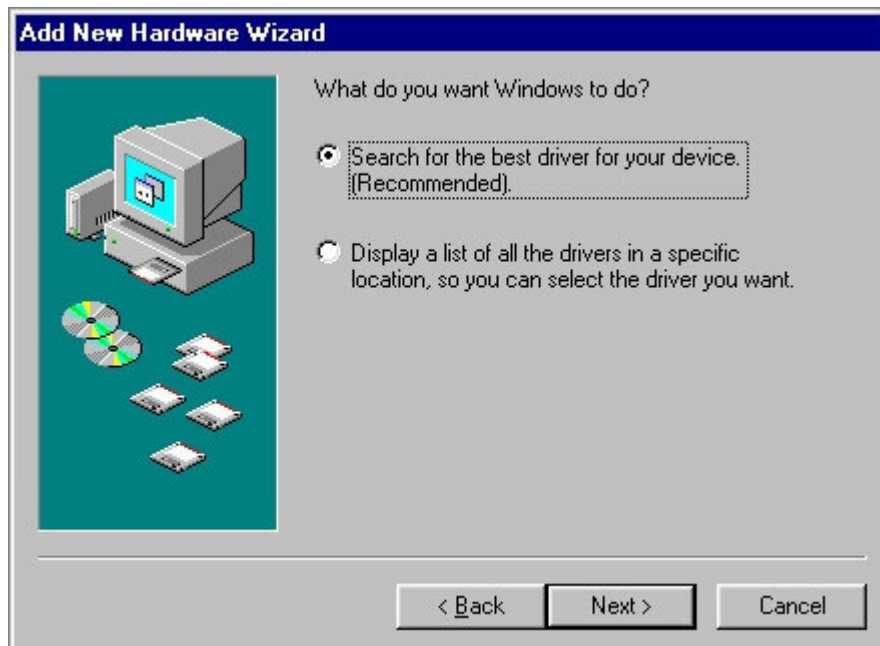 Add New Hardware Wizard
What do you want Windows to do?
Search for the best driver for your device.
(Recommended).
Display a list of all the drivers in a specific
location, so you can select the driver you want.
< Back
Next >
Cancel